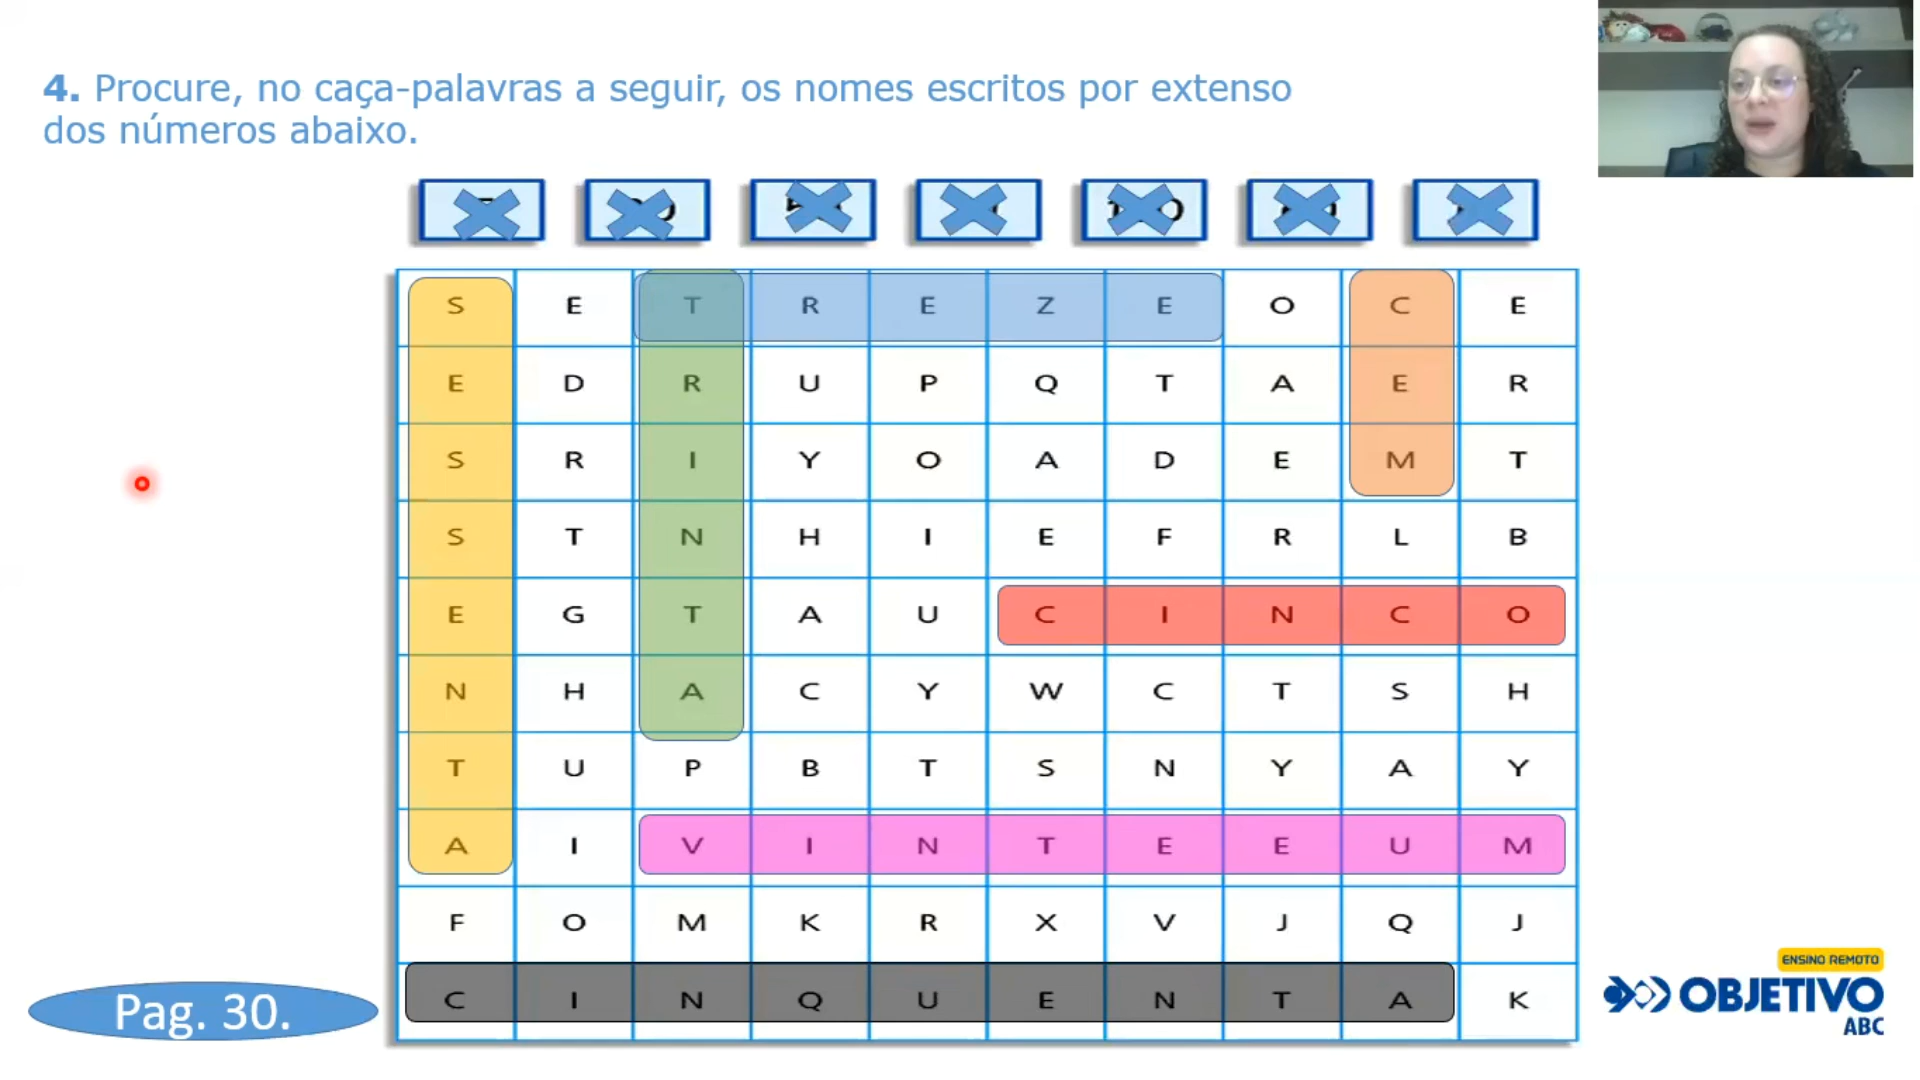 4. Procure, no caça-palavras a seguir, os nomes escritos por extenso
dos números abaixo.
S E T R E Z E O C E
E D R U P Q T A E R
S R I Y O A D E M T
S T N H I E F R L B
E G T A U C I N C O
N H A C Y W C T S H
T U P B T S N Y A Y
A I V I N T E E U M
F O M K R X V J Q J
C I N Q U E N T A K
Pag. 30.
ENSINO REMOTO
OBJETIVO
ABC